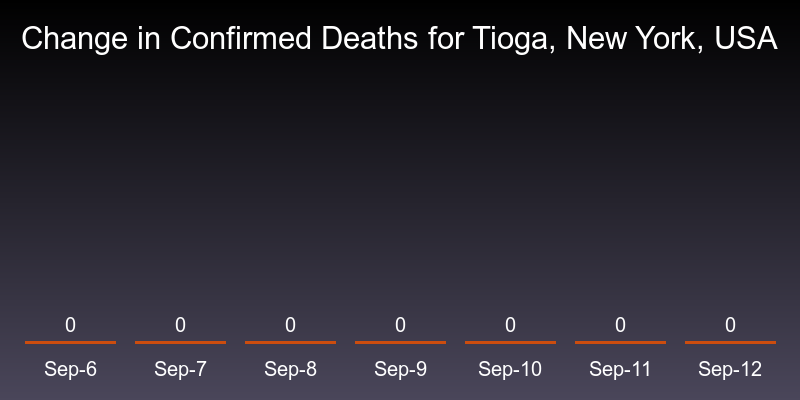 Change in Confirmed Deaths for Tioga, New York, USA
0 0 0 0 0 0 0
Sep-6 Sep-7 Sep-8 Sep-9 Sep-10 Sep-11 Sep-12